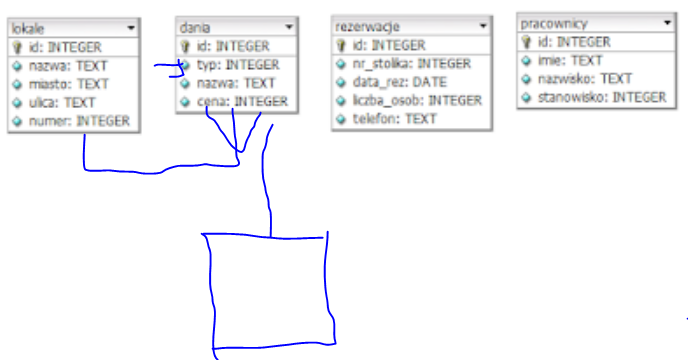 lokale
id: INTEGER
nazwa: TEXT
miasto: TEXT
ulica: TEXT
numer: INTEGER
dania
id: INTEGER
typ: INTEGER
nazwa: TEXT
cena: INTEGER
rezerwacje
id: INTEGER
nr_stolika: INTEGER
data_rez: DATE
liczba_osob: INTEGER
telefon: TEXT
pracownicy
id: INTEGER
imie: TEXT
nazwisko: TEXT
stanowisko: INTEGER